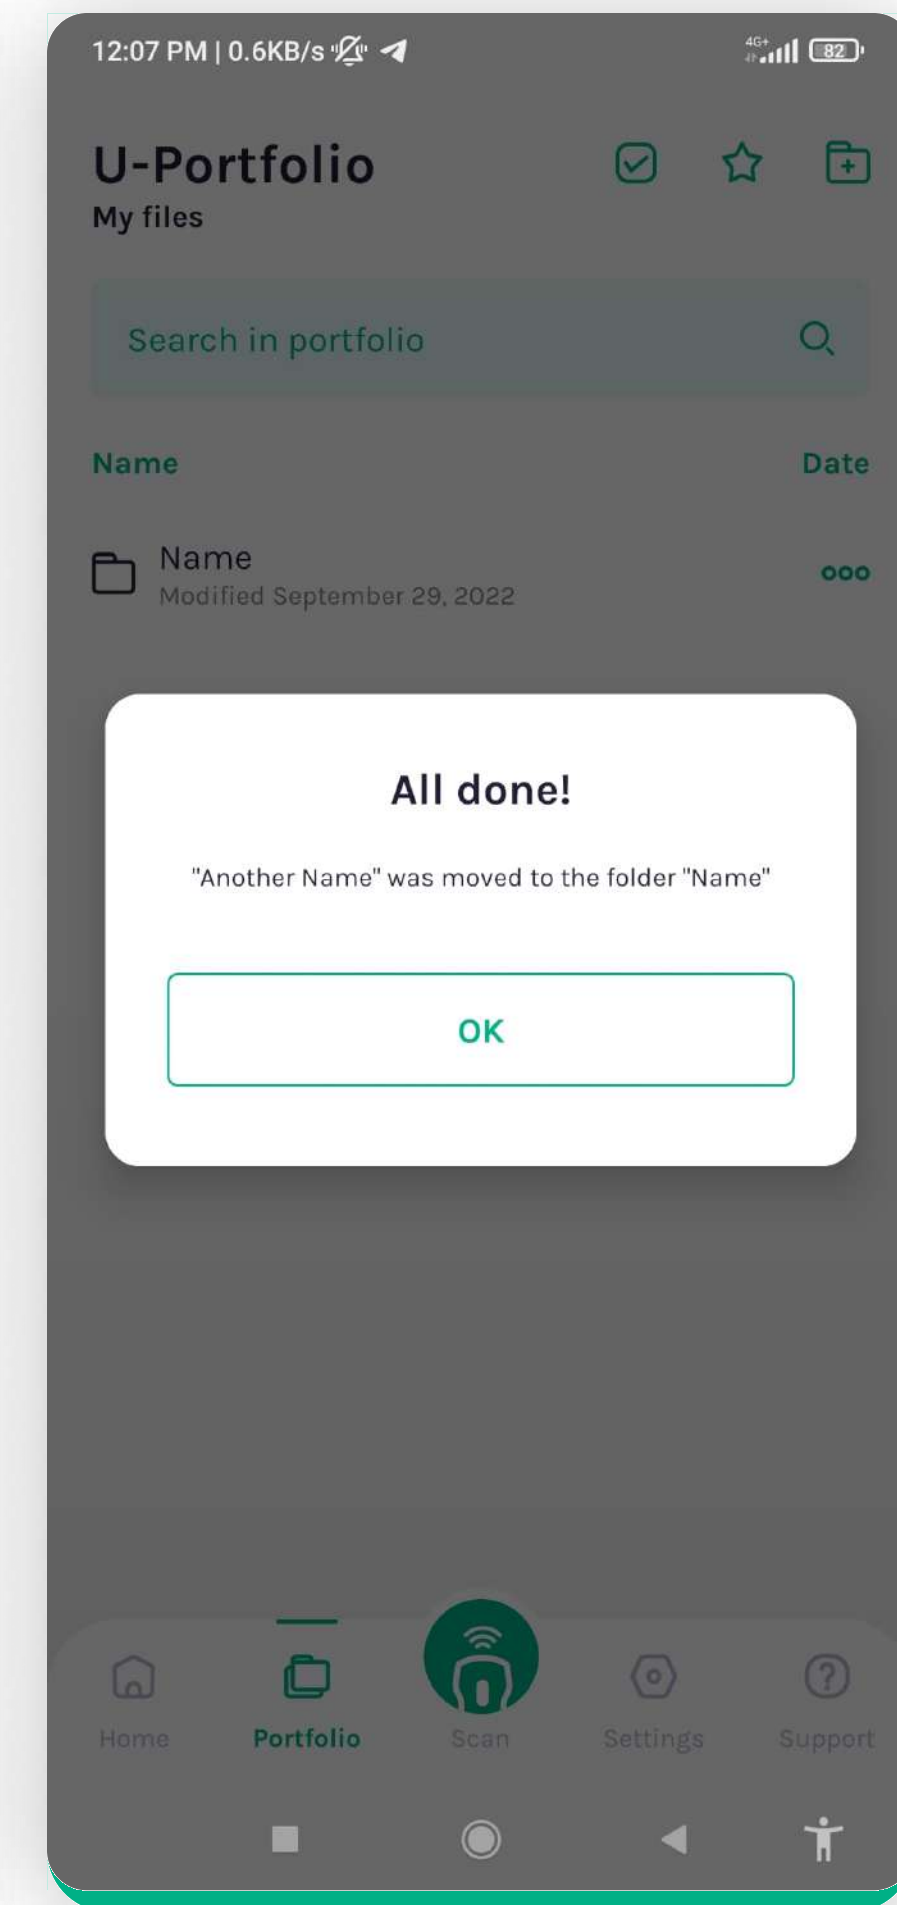 12:07 PM | 0.6KB/s 4G+ 82
U-Portfolio
My files
Search in portfolio
Name Date
Name
Modified September 29, 2022
All done!
"Another Name" was moved to the folder "Name"
OK
Home Portfolio Scan Settings Support